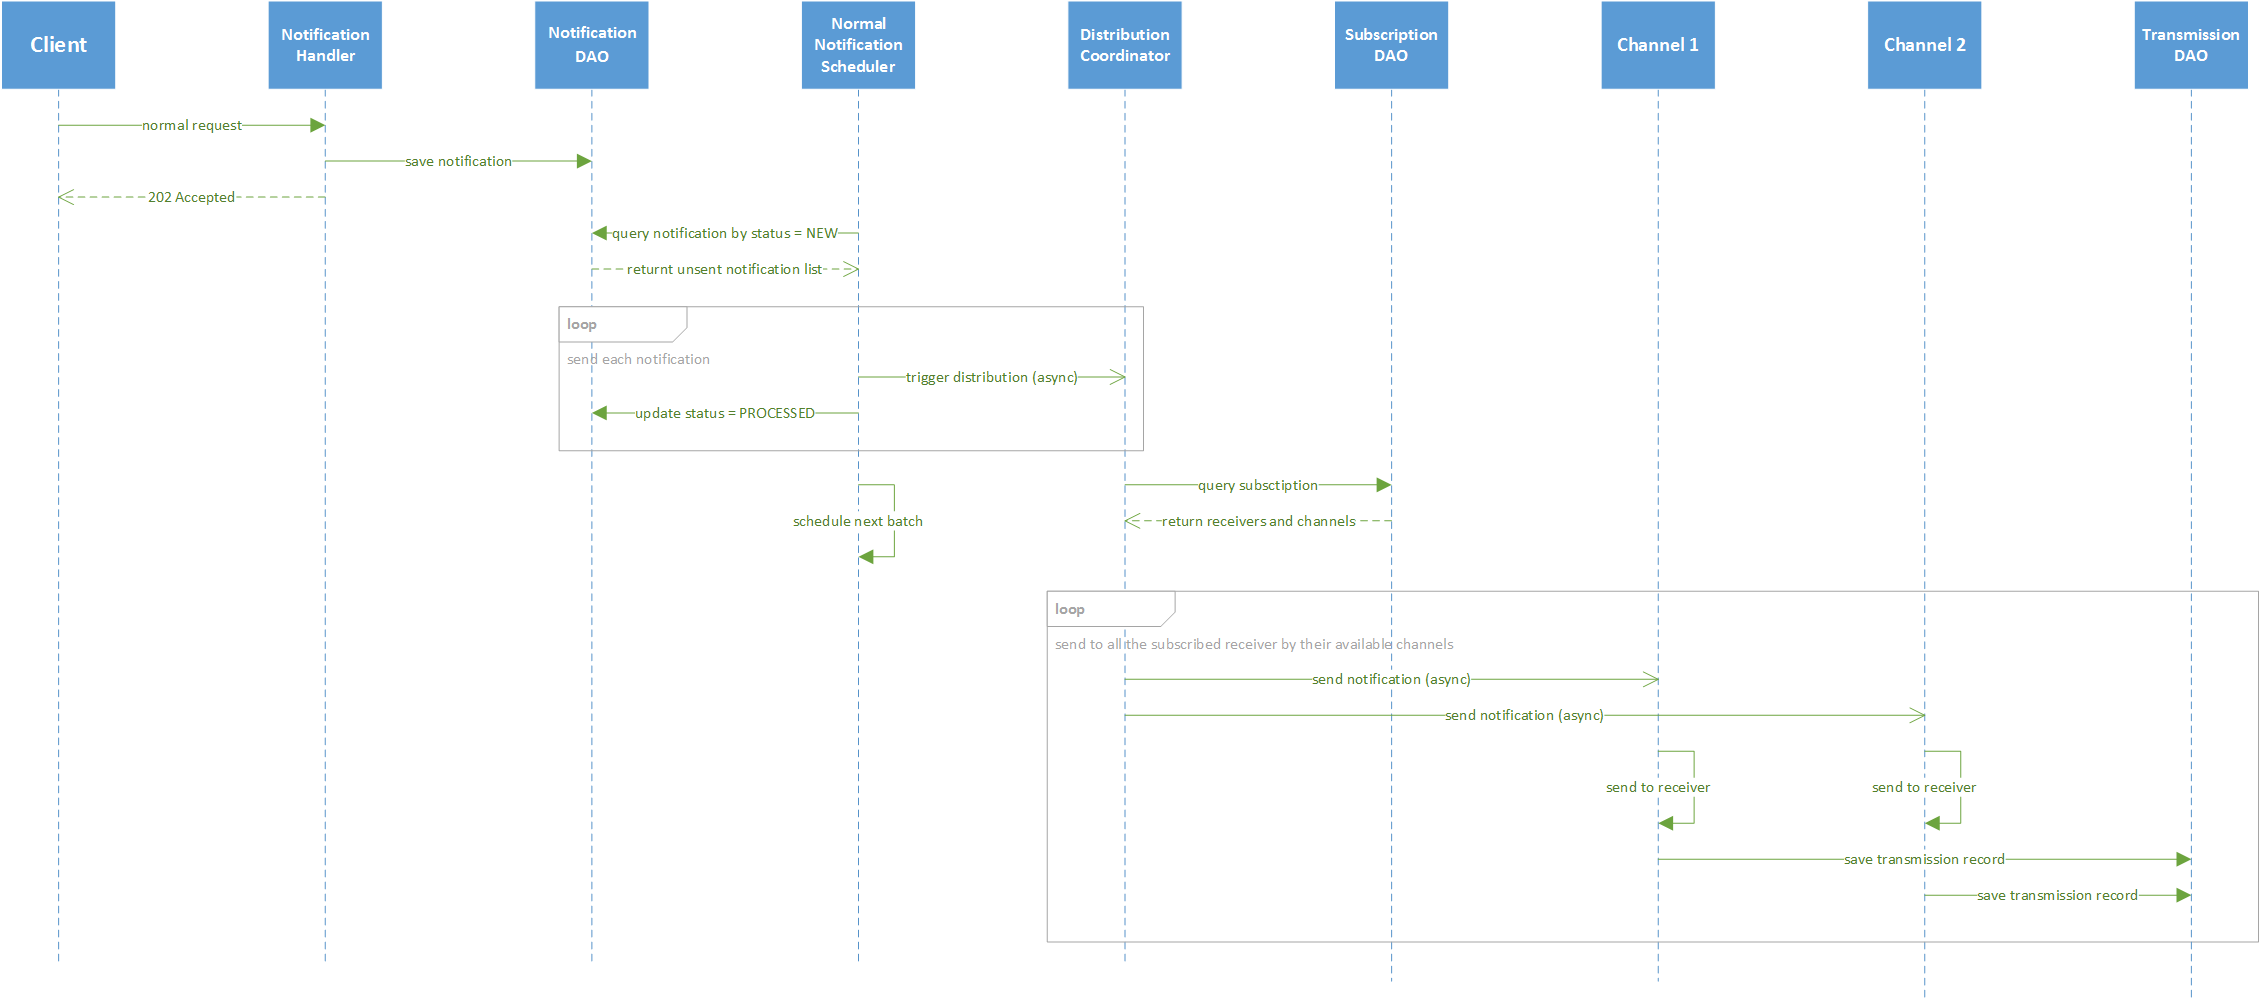 Client
Notification
Handler
Notification
DAO
Normal
Notification
Scheduler
Distribution
Coordinator
Subscription
DAO
Channel 1
Channel 2
Transmission
DAO
normal request
save notification
202 Accepted
query notification by status = NEW
returnt unsent notification list
loop
send each notification
trigger distribution (async)
update status = PROCESSED
query subsctiption
schedule next batch
return receivers and channels
loop
send to all the subscribed receiver by their available channels
send notification (async)
send notification (async)
send to receiver
send to receiver
save transmission record
save transmission record